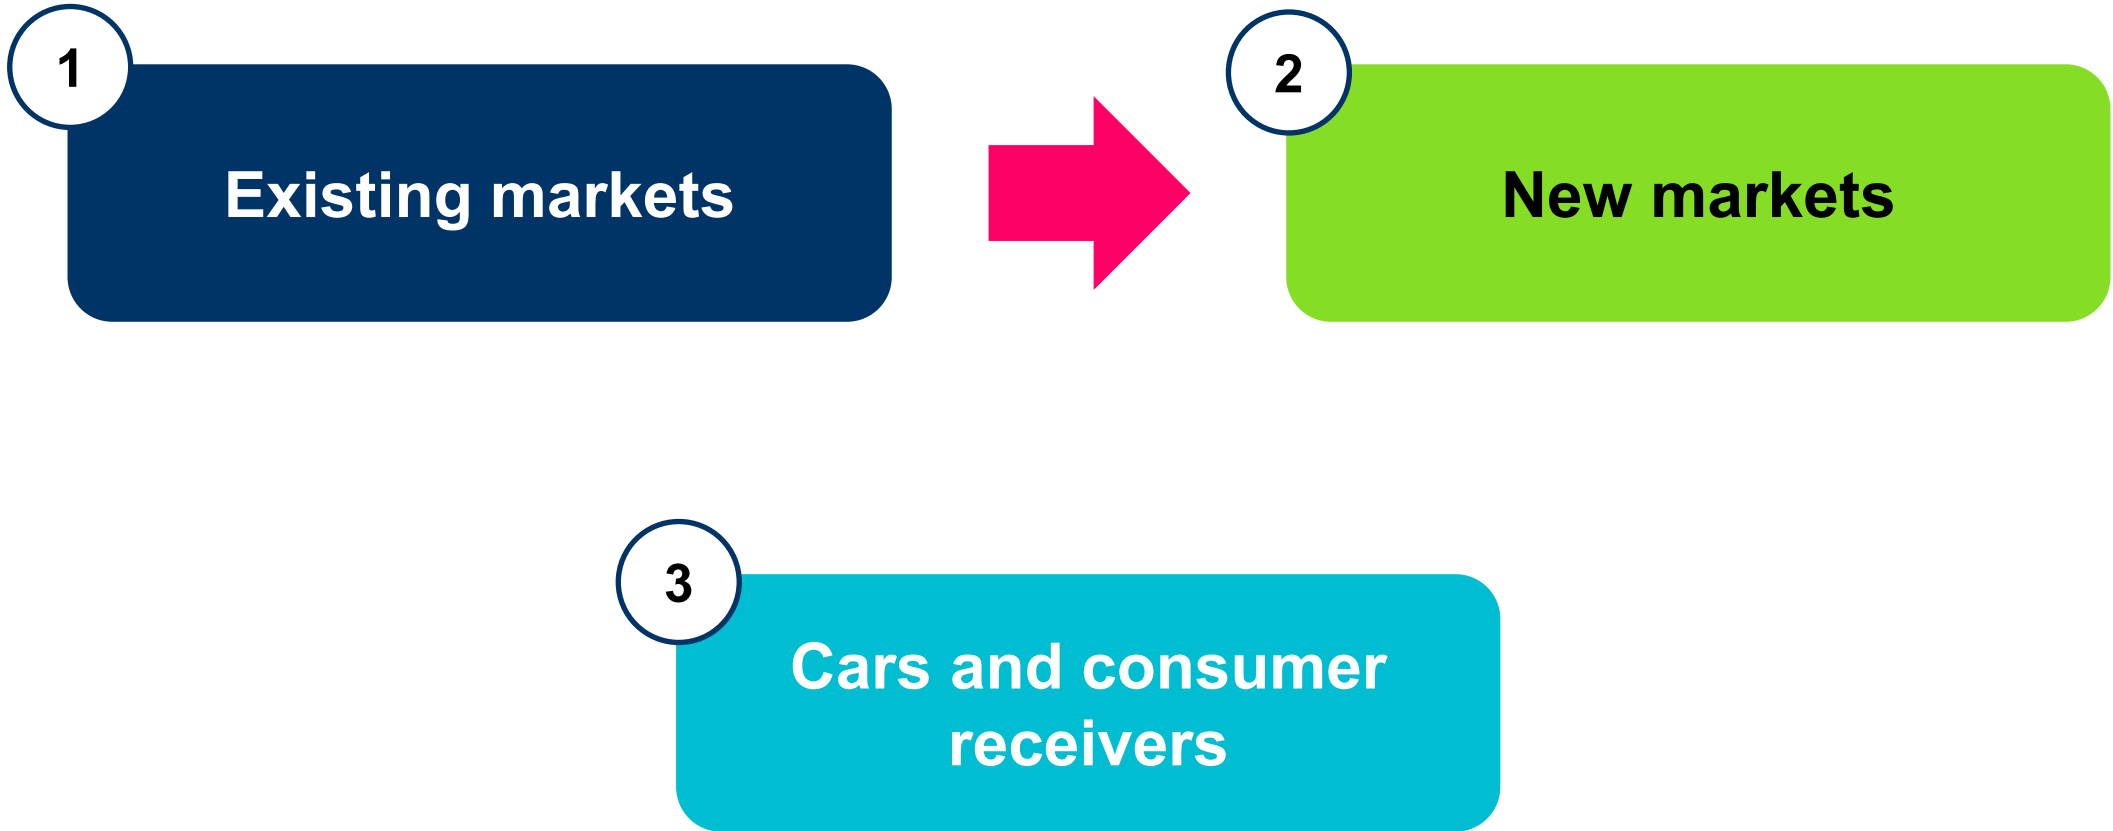 1
Existing markets
2
New markets
3
Cars and consumer
receivers